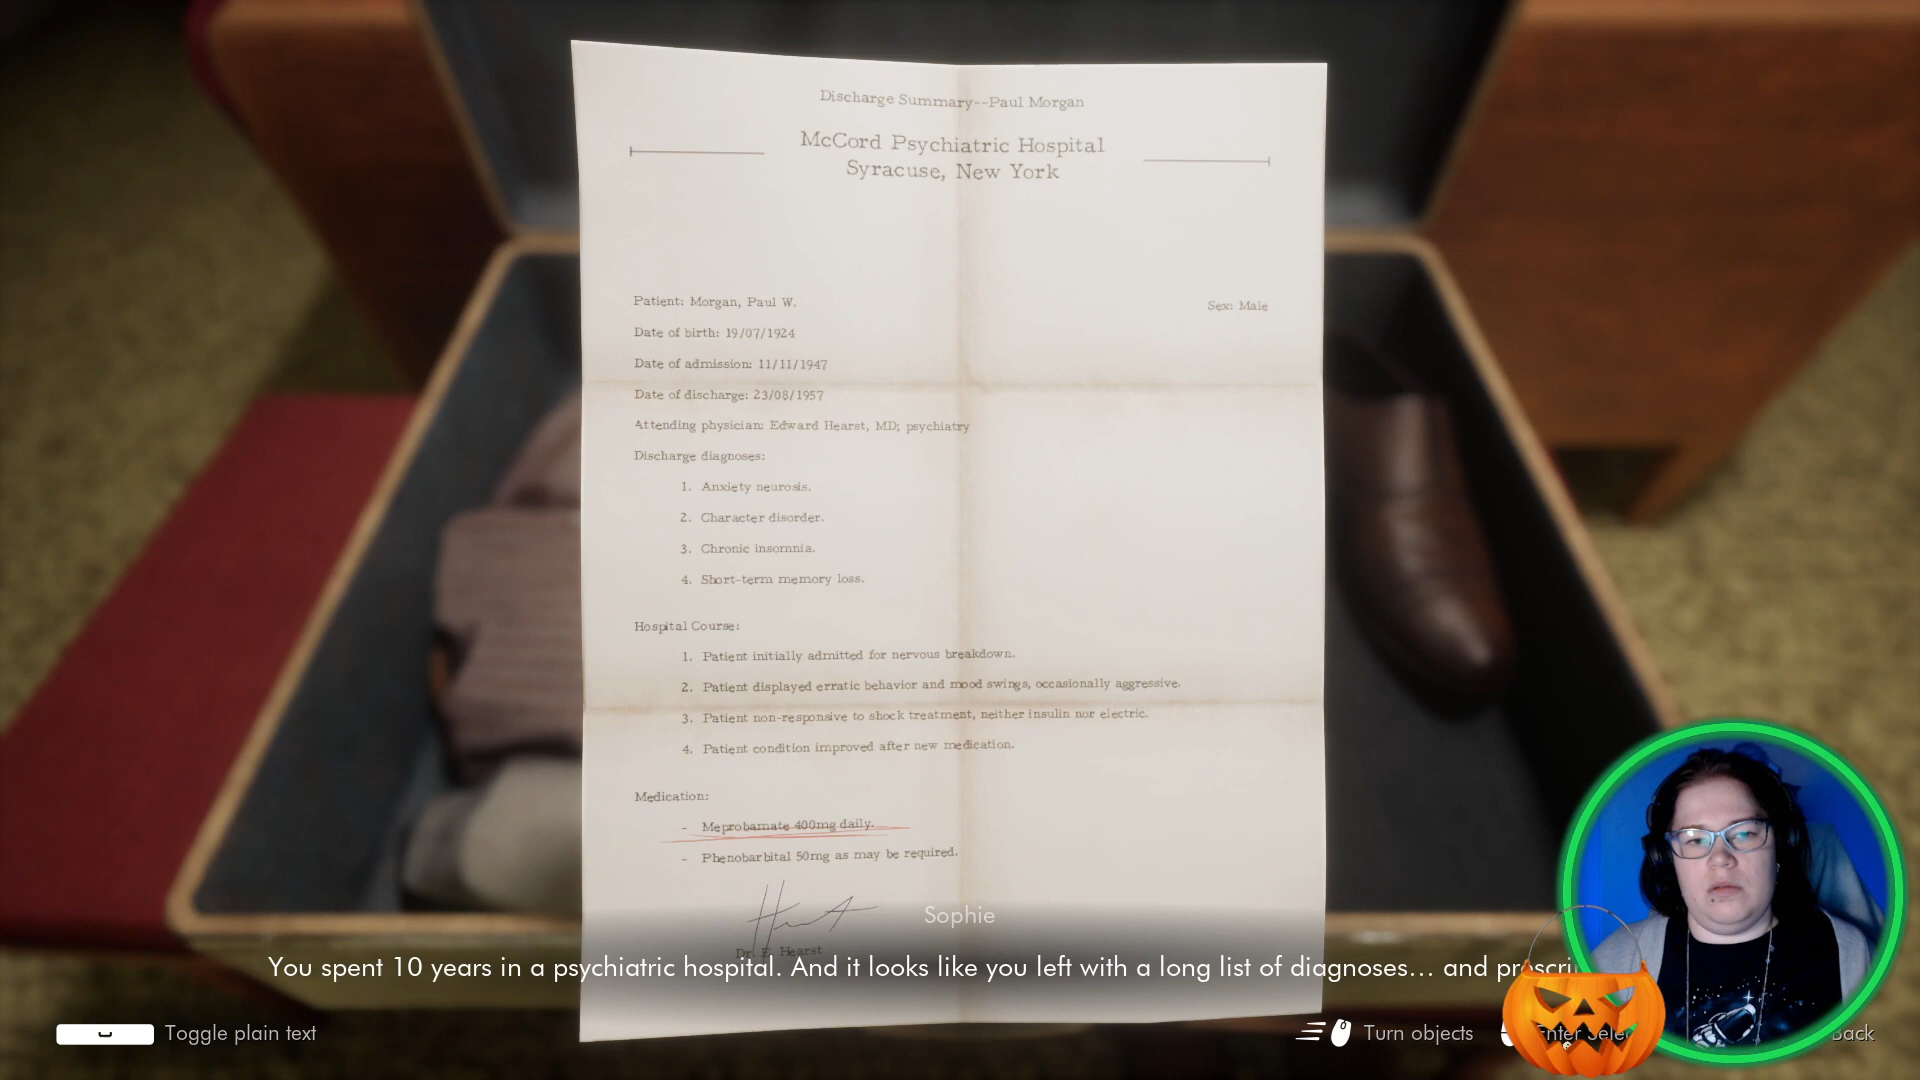 Discharge Summary--Paul Morgan
McCord Psychiatric Hospital
Syracuse, New York
Patient: Morgan, Paul W.
Sex: Male
Date of birth: 19/07/1924
Date of admission: 11/11/1947
Date of discharge: 23/08/1957
Attending physician: Edward Hearst, MD; psychiatry
Discharge diagnoses:
1. Anxiety neurosis.
2. Character disorder.
3. Chronic insomnia.
4. Short-term memory loss.
Hospital Course:
1. Patient initially admitted for nervous breakdown.
2. Patient displayed erratic behavior and mood swings, occasionally aggressive.
3. Patient non-responsive to shock treatment, neither insulin nor electric.
4. Patient condition improved after new medication.
Medication:
- Meprobamate 400mg daily.
- Phenobarbital 50mg as may be required.
Dr. E. Hearst
Sophie
You spent 10 years in a psychiatric hospital. And it looks like you left with a long list of diagnoses... and prescri
Toggle plain text
Turn objects
Enter Selec
Back